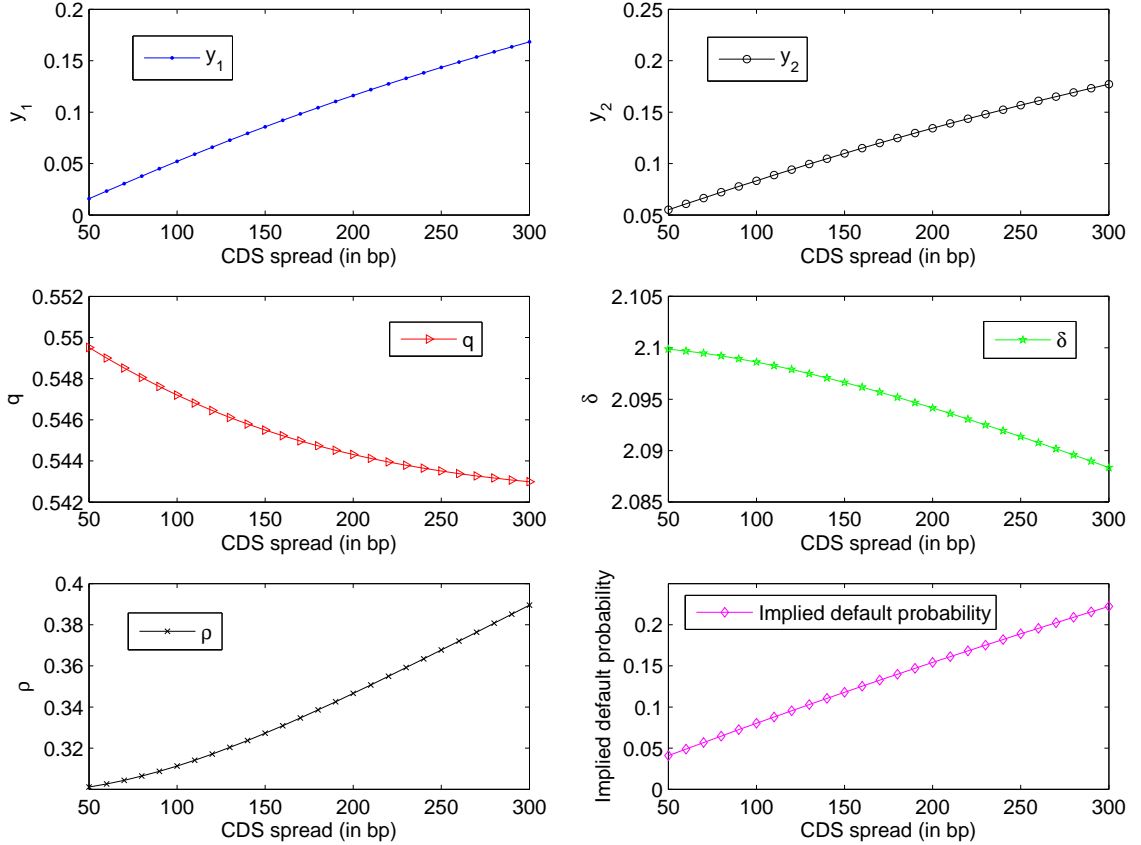 0.2
0.15
0.1
0.05
0
y1
y1
50 100 150 200 250 300
CDS spread (in bp)
0.25
0.2
0.15
0.1
0.05
y2
y2
50 100 150 200 250 300
CDS spread (in bp)
0.552
0.55
0.548
0.546
0.544
0.542
q
q
50 100 150 200 250 300
CDS spread (in bp)
2.105
2.1
2.095
2.09
2.085
δ
δ
50 100 150 200 250 300
CDS spread (in bp)
0.4
0.38
0.36
0.34
0.32
ρ
ρ
50 100 150 200 250 300
CDS spread (in bp)
0.2
0.15
0.1
0.05
0
Implied default probability
Implied default probability
50 100 150 200 250 300
CDS spread (in bp)